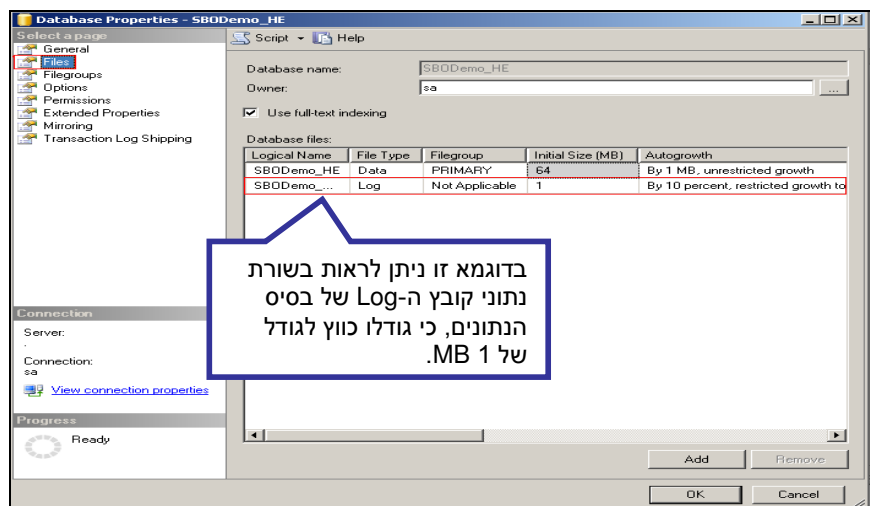 Database Properties - SBODemo_HE
Select a page
General
Files
Filegroups
Options
Permissions
Extended Properties
Mirroring
Transaction Log Shipping
Script
Help
Database name:
SBODemo_HE
Owner:
sa
...
Use full-text indexing
Database files:
Logical Name File Type Filegroup Initial Size (MB) Autogrowth
SBODemo_HE Data PRIMARY 64 By 1 MB, unrestricted growth
SBODemo_... Log Not Applicable 1 By 10 percent, restricted growth to
בדוגמא זו ניתן לראות בשורת
נתוני קובץ ה-Log של בסיס
הנתונים, כי גודלו כווץ לגודל
של 1 MB.
Connection
Server:
.
Connection:
sa
View connection properties
Progress
Ready
Add
Remove
OK
Cancel